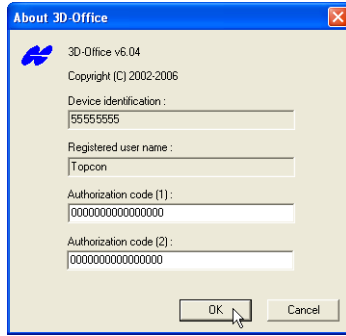 About 3D-Office
3D-Office v6.04
Copyright (C) 2002-2006
Device identification :
55555555
Registered user name :
Topcon
Authorization code (1) :
0000000000000000
Authorization code (2) :
0000000000000000
OK Cancel